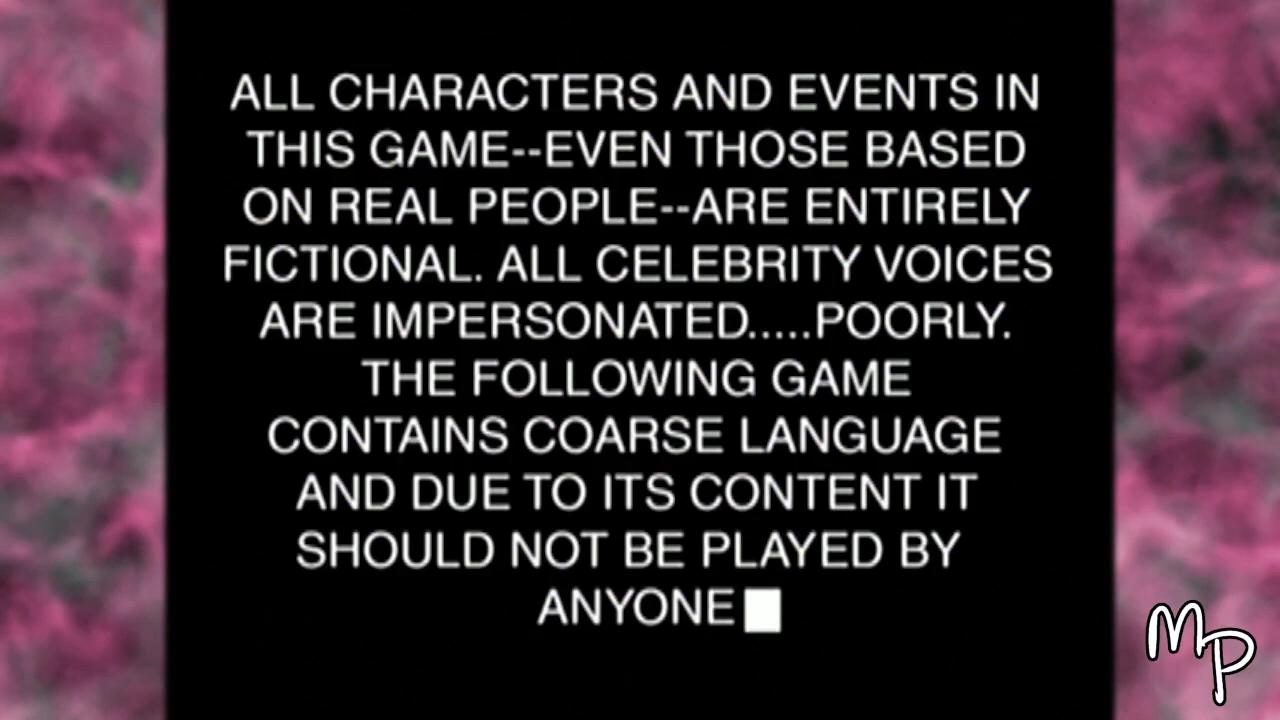 ALL CHARACTERS AND EVENTS IN
THIS GAME--EVEN THOSE BASED
ON REAL PEOPLE--ARE ENTIRELY
FICTIONAL. ALL CELEBRITY VOICES
ARE IMPERSONATED.....POORLY.
THE FOLLOWING GAME
CONTAINS COARSE LANGUAGE
AND DUE TO ITS CONTENT IT
SHOULD NOT BE PLAYED BY
ANYONE
MP